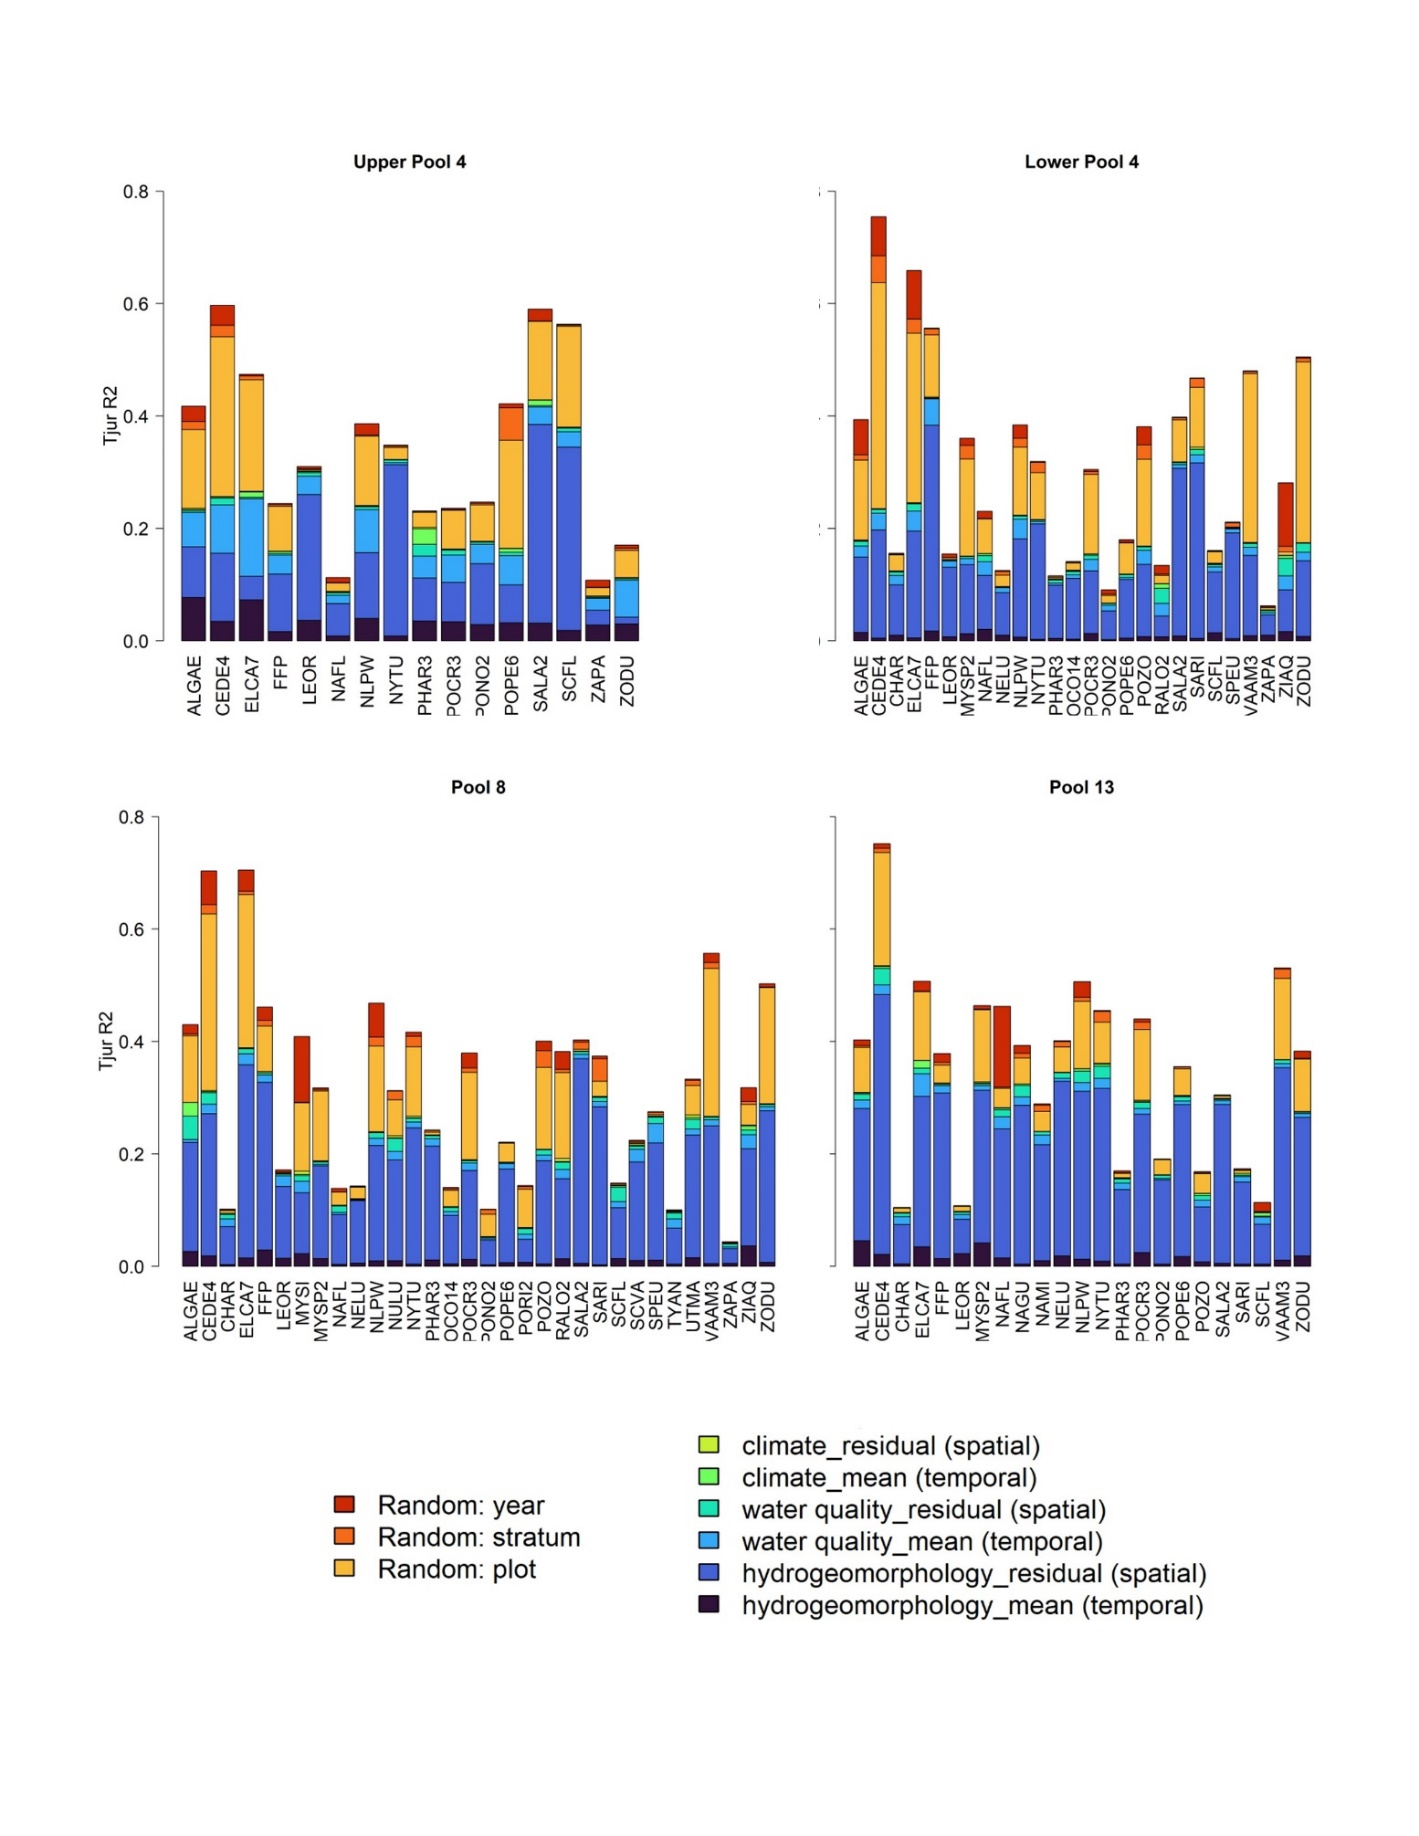 Upper Pool 4
Lower Pool 4
Tjur R2
0.8
0.6
0.4
0.2
0.0
ALGAE CEDE4 ELCA7 FFP LEOR NAFL NLPW NYTU PHAR3 POCR3 PONO2 POPE6 SALA2 SCFL ZAPA ZODU
ALGAE CEDE4 CHAR ELCA7 FFP LEOR MYSP2 NAFL NELU NLPW NYTU PHAR3 OCO14 POCR3 PONO2 POPE6 POZO RALO2 SALA2 SARI SCFL SPEU VAAM3 ZAPA ZIAQ ZODU
Pool 8
Pool 13
Tjur R2
0.8
0.6
0.4
0.2
0.0
ALGAE CEDE4 CHAR ELCA7 FFP LEOR MYSI MYSP2 NAFL NELU NLPW NULU NYTU PHAR3 OCO14 POCR3 PONO2 POPE6 PORI2 POZO RALO2 SALA2 SARI SCFL SCVA SPEU TYAN UTMA VAAM3 ZAPA ZIAQ ZODU
ALGAE CEDE4 CHAR ELCA7 FFP LEOR MYSP2 NAFL NAGU NAMI NELU NLPW NYTU PHAR3 POCR3 PONO2 POPE6 POZO SALA2 SARI SCFL VAAM3 ZODU
Random: year
Random: stratum
Random: plot
climate_residual (spatial)
climate_mean (temporal)
water quality_residual (spatial)
water quality_mean (temporal)
hydrogeomorphology_residual (spatial)
hydrogeomorphology_mean (temporal)